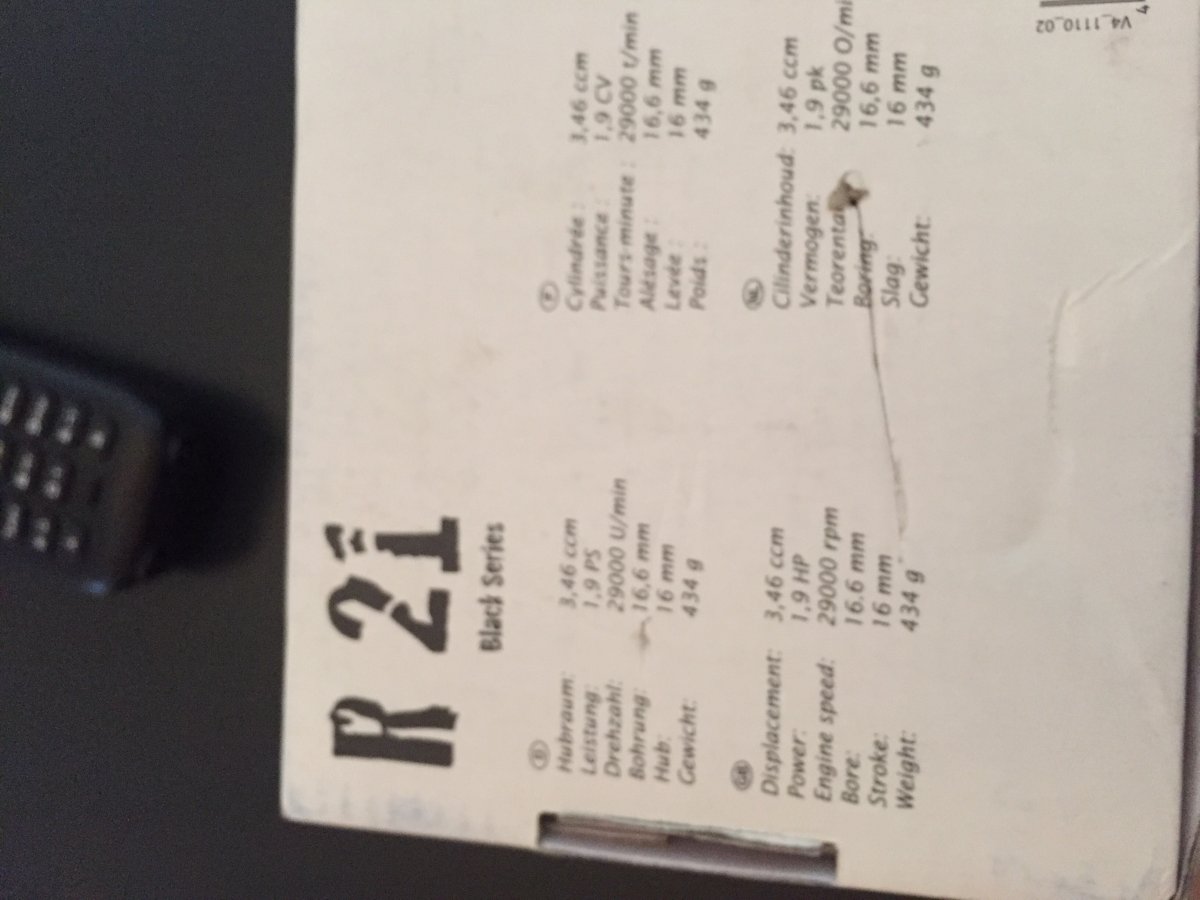 R 21
Black Series
D
Hubraum: 3,46 ccm
Leistung: 1,9 PS
Drehzahl: 29000 U/min
Bohrung: 16,6 mm
Hub: 16 mm
Gewicht: 434 g
GB
Displacement: 3,46 ccm
Power: 1,9 HP
Engine speed: 29000 rpm
Bore: 16.6 mm
Stroke: 16 mm
Weight: 434 g
F
Cylindrée : 3,46 ccm
Puissance : 1,9 CV
Tours-minute : 29000 t/min
Alésage : 16,6 mm
Levée : 16 mm
Poids : 434 g
NL
Cilinderinhoud: 3,46 ccm
Vermogen: 1,9 pk
Teorenta 29000 O/mi
Boring: 16,6 mm
Slag: 16 mm
Gewicht: 434 g
V4_1110_02
4